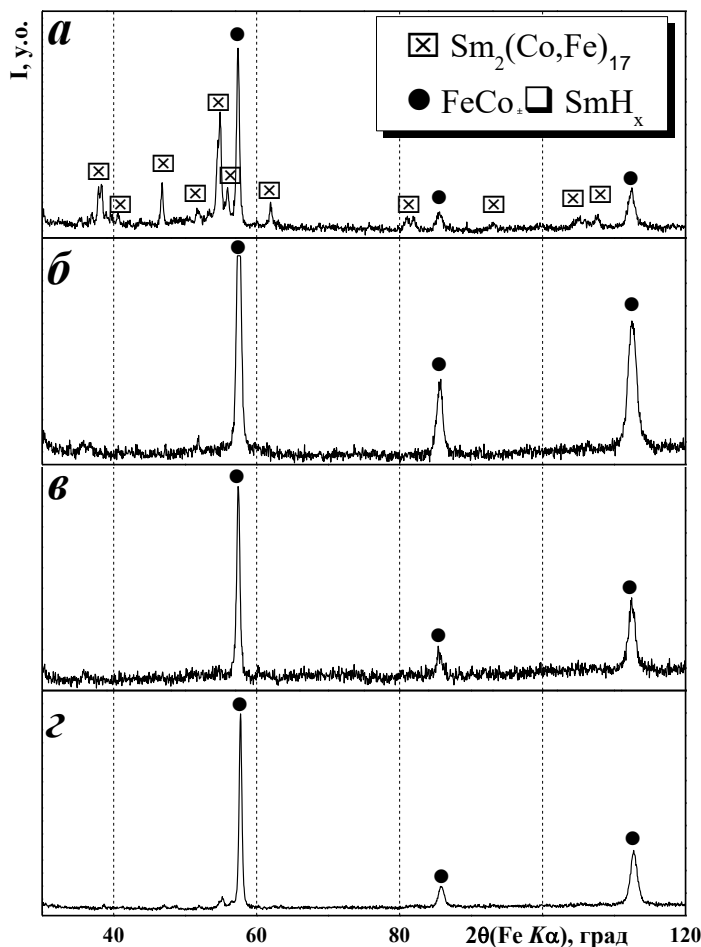 а
I, у.о.
Sm2(Co,Fe)17
FeCo ± SmHx
б
в
г
40 60 80 2θ(Fe Kα), град 120